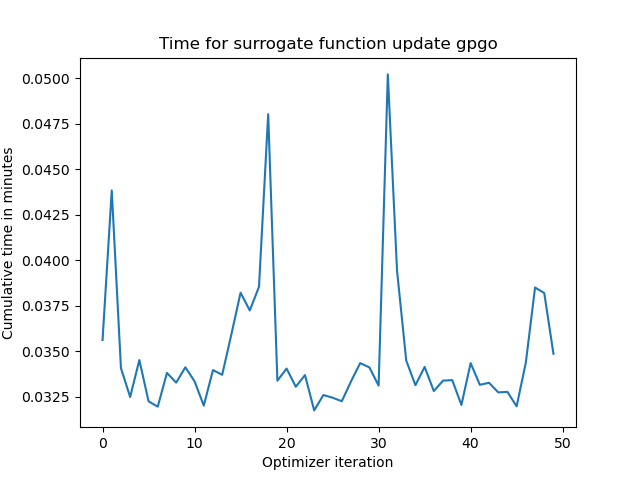 Time for surrogate function update gpgo
Cumulative time in minutes
0.0500
0.0475
0.0450
0.0425
0.0400
0.0375
0.0350
0.0325
0 10 20 30 40 50
Optimizer iteration